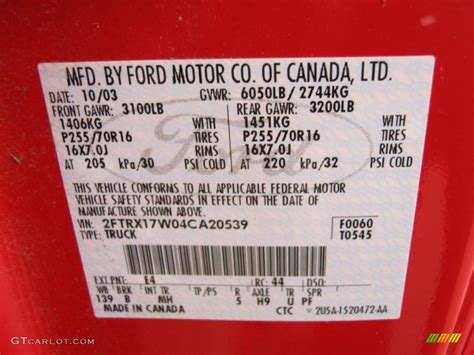 MFD. BY FORD MOTOR CO. OF CANADA, LTD.
DATE: 10/03 GVWR: 6050LB / 2744KG
FRONT GAWR: 3100LB REAR GAWR: 3200LB
1406KG WITH 1451KG WITH
P255/70R16 TIRES P255/70R16 TIRES
16X7.0J RIMS 16X7.0J RIMS
AT 205 kPa/30 PSI COLD AT 220 kPa/32 PSI COLD
THIS VEHICLE CONFORMS TO ALL APPLICABLE FEDERAL MOTOR
VEHICLE SAFETY STANDARDS IN EFFECT ON THE DATE OF MANUFACTURE
SHOWN ABOVE.
VIN: 2FTRX17W04CA20539 F0060
TYPE: TRUCK T0545
EXT PNT: E4 RC: 44 DSO:
WB BRK INT TR TP/PS R AXLE TR SPR
139 B MH 5 H9 U PF
MADE IN CANADA CTC 2U5A-1520472-AA
Ford
GTCARLOT.COM